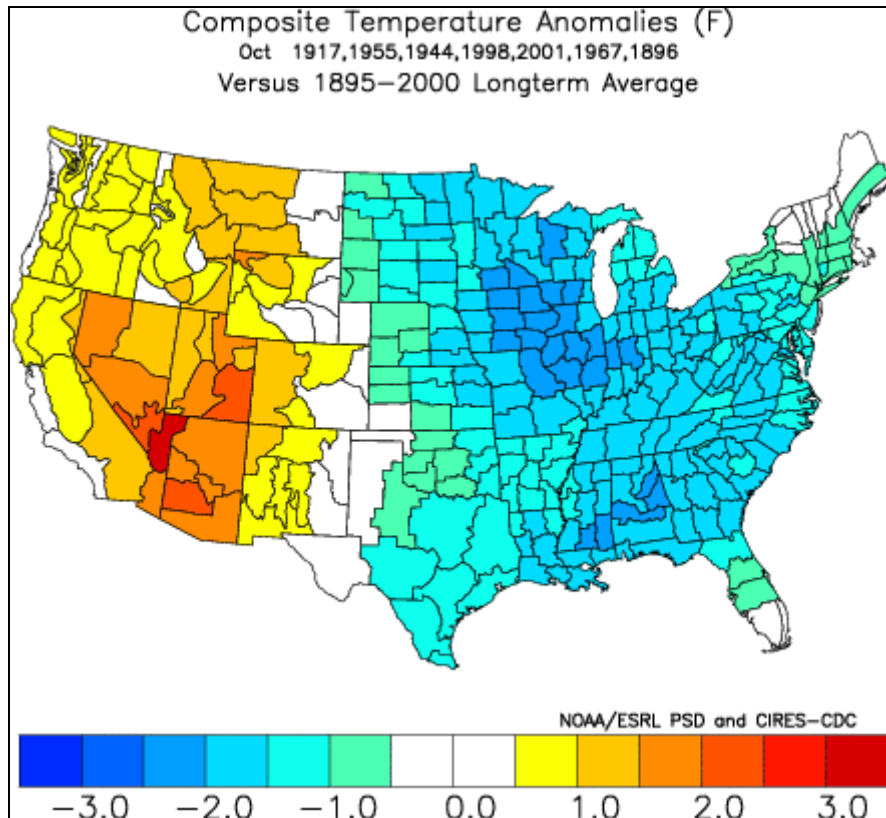 Composite Temperature Anomalies (F)
Oct 1917,1955,1944,1998,2001,1967,1896
Versus 1895−2000 Longterm Average
NOAA/ESRL PSD and CIRES−CDC
−3.0 −2.0 −1.0 0.0 1.0 2.0 3.0